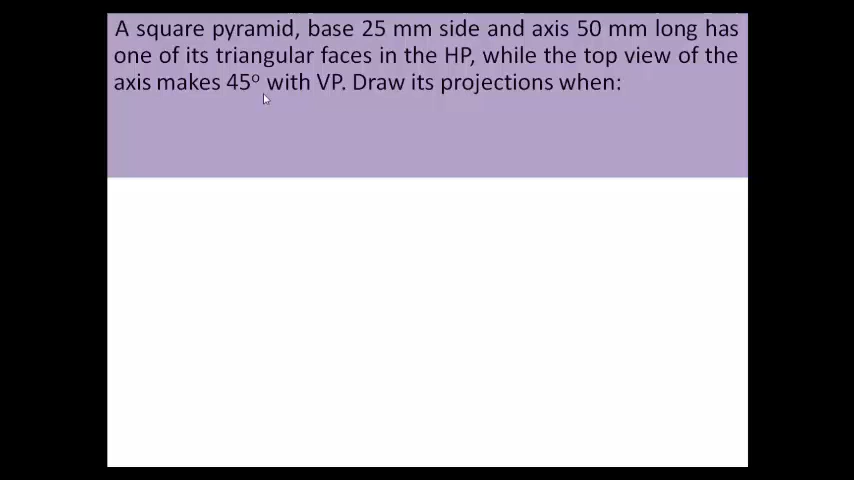 A square pyramid, base 25 mm side and axis 50 mm long has
one of its triangular faces in the HP, while the top view of the
axis makes 45° with VP. Draw its projections when: